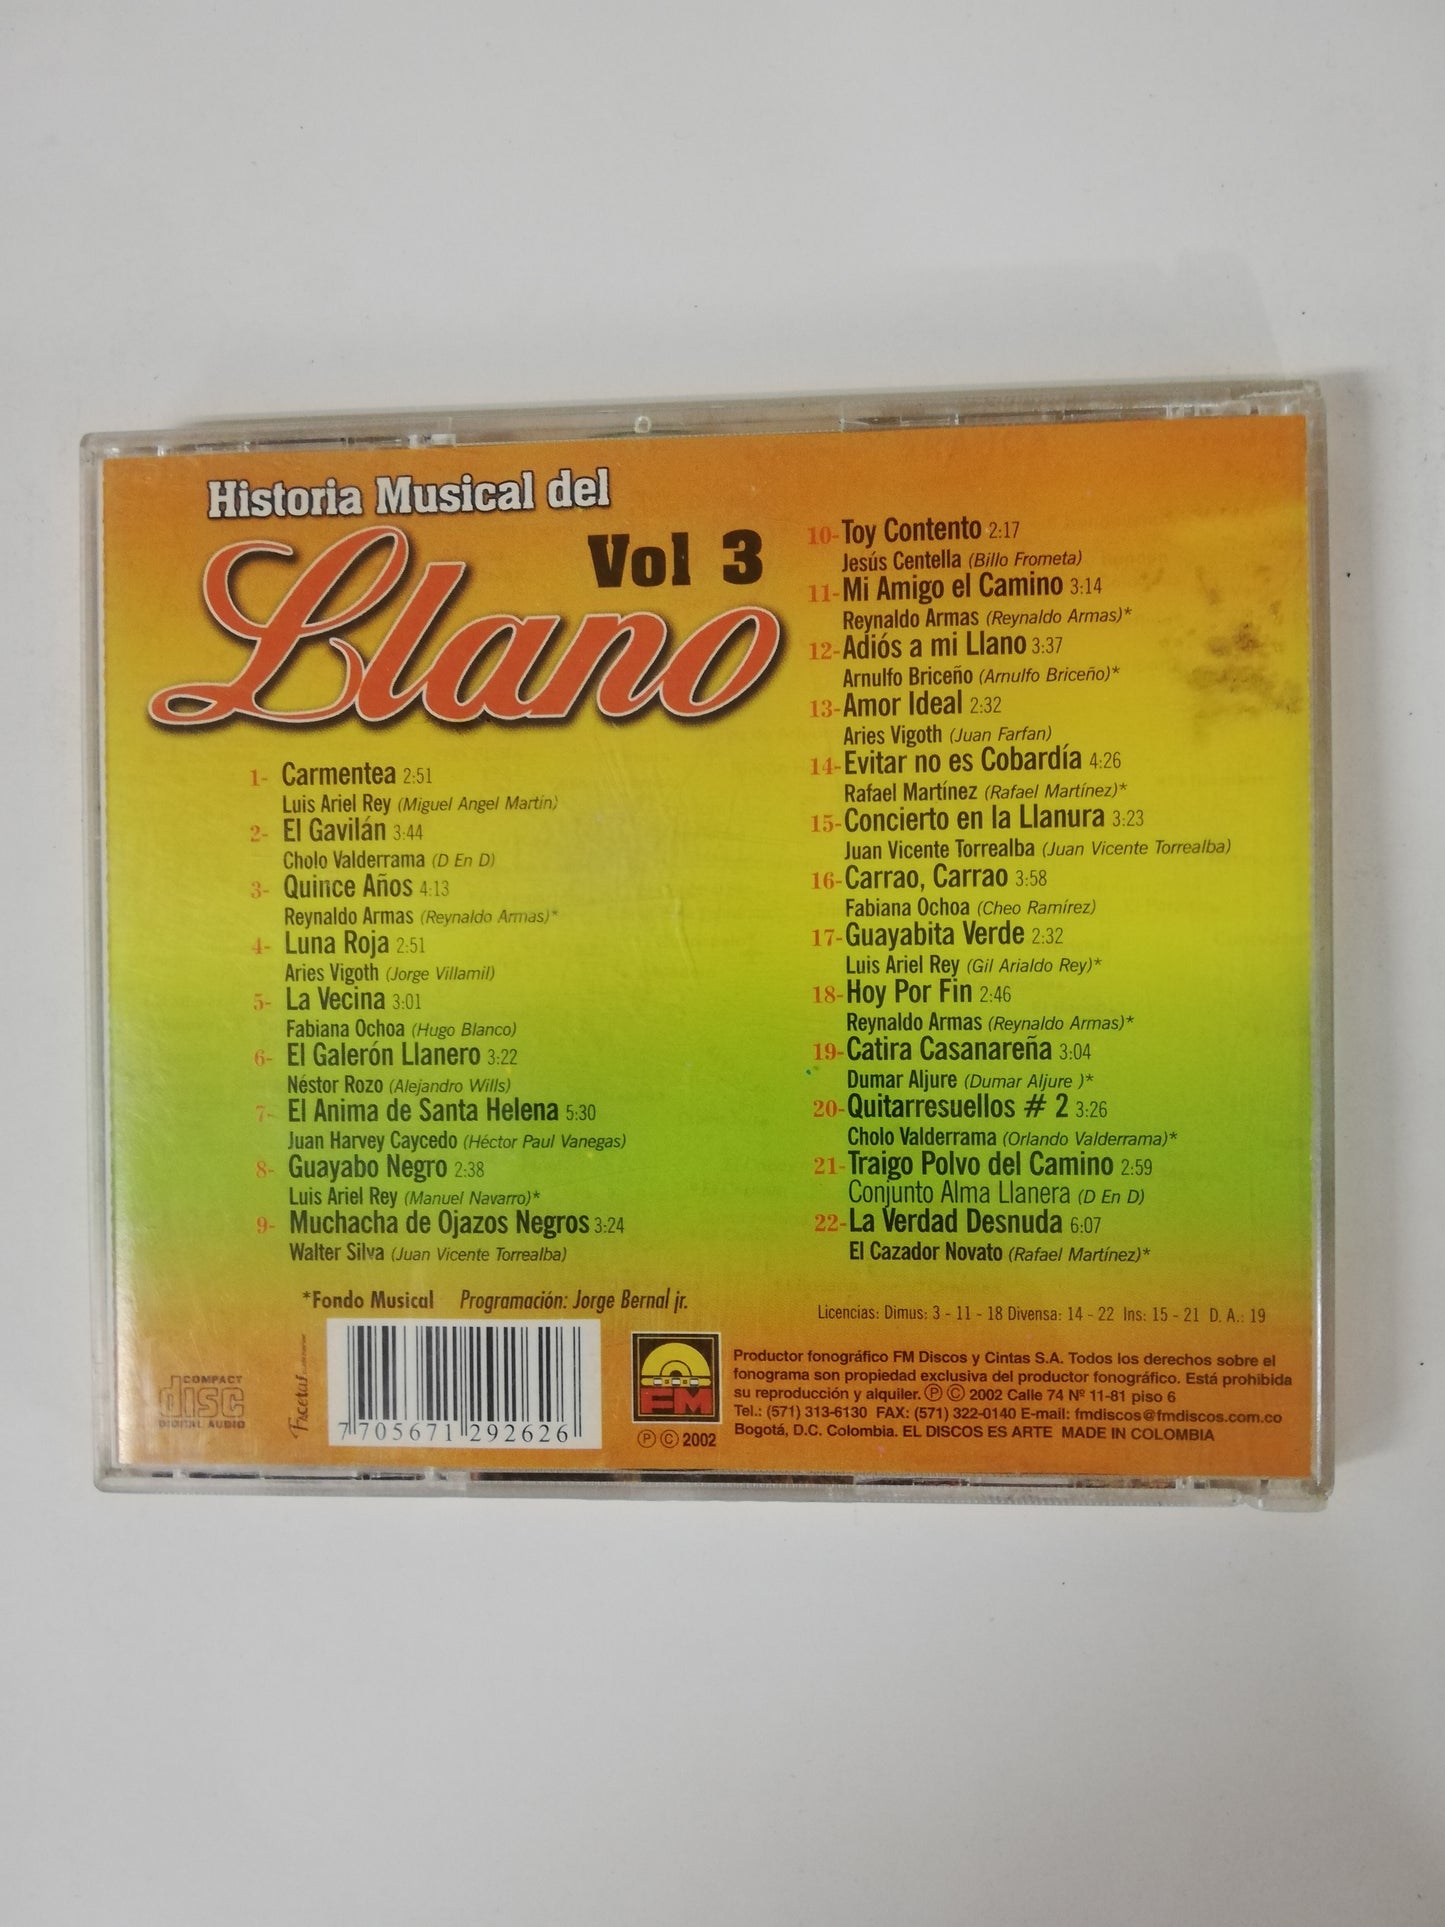 Historia Musical del
Llano
Vol 3
1- Carmentea 2:51
Luis Ariel Rey (Miguel Angel Martín)
2- El Gavilán 3:44
Cholo Valderrama (D En D)
3- Quince Años 4:13
Reynaldo Armas (Reynaldo Armas)*
4- Luna Roja 2:51
Aries Vigoth (Jorge Villamil)
5- La Vecina 3:01
Fabiana Ochoa (Hugo Blanco)
6- El Galerón Llanero 3:22
Néstor Rozo (Alejandro Wills)
7- El Anima de Santa Helena 5:30
Juan Harvey Caycedo (Héctor Paul Vanegas)
8- Guayabo Negro 2:38
Luis Ariel Rey (Manuel Navarro)*
9- Muchacha de Ojazos Negros 3:24
Walter Silva (Juan Vicente Torrealba)
10- Toy Contento 2:17
Jesús Centella (Billo Frometa)
11- Mi Amigo el Camino 3:14
Reynaldo Armas (Reynaldo Armas)*
12- Adiós a mi Llano 3:37
Arnulfo Briceño (Arnulfo Briceño)*
13- Amor Ideal 2:32
Aries Vigoth (Juan Farfan)
14- Evitar no es Cobardía 4:26
Rafael Martínez (Rafael Martínez)*
15- Concierto en la Llanura 3:23
Juan Vicente Torrealba (Juan Vicente Torrealba)
16- Carrao, Carrao 3:58
Fabiana Ochoa (Cheo Ramírez)
17- Guayabita Verde 2:32
Luis Ariel Rey (Gil Arialdo Rey)*
18- Hoy Por Fin 2:46
Reynaldo Armas (Reynaldo Armas)*
19- Catira Casanareña 3:04
Dumar Aljure (Dumar Aljure )*
20- Quitarresuellos # 2 3:26
Cholo Valderrama (Orlando Valderrama)*
21- Traigo Polvo del Camino 2:59
Conjunto Alma Llanera (D En D)
22- La Verdad Desnuda 6:07
El Cazador Novato (Rafael Martínez)*
*Fondo Musical Programación: Jorge Bernal jr.
Licencias: Dimus: 3 - 11 - 18 Divensa: 14 - 22 Ins: 15 - 21 D. A.: 19
COMPACT
disc
DIGITAL AUDIO
Facetas
7 705671 292626
FM
Ⓟ Ⓒ 2002
Productor fonográfico FM Discos y Cintas S.A. Todos los derechos sobre el
fonograma son propiedad exclusiva del productor fonográfico. Está prohibida
su reproducción y alquiler. Ⓟ Ⓒ 2002 Calle 74 Nº 11-81 piso 6
Tel.: (571) 313-6130 FAX: (571) 322-0140 E-mail: fmdiscos@fmdiscos.com.co
Bogotá, D.C. Colombia. EL DISCOS ES ARTE MADE IN COLOMBIA